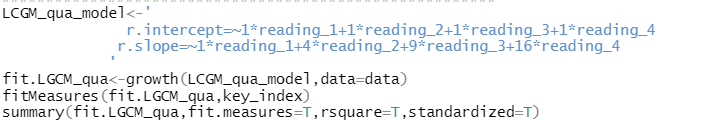 LCGM_qua_model<-'
r.intercept=~1*reading_1+1*reading_2+1*reading_3+1*reading_4
r.slope=~1*reading_1+4*reading_2+9*reading_3+16*reading_4
'
fit.LGCM_qua<-growth(LCGM_qua_model,data=data)
fitMeasures(fit.LGCM_qua,key_index)
summary(fit.LGCM_qua,fit.measures=T,rsquare=T,standardized=T)